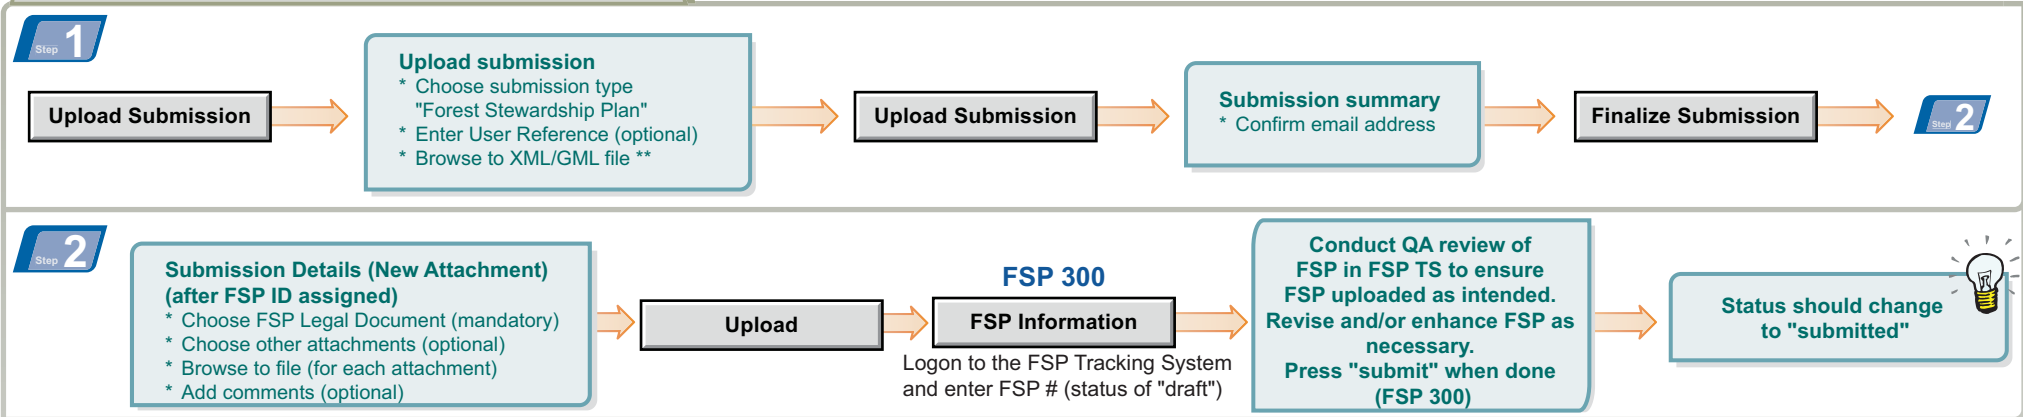 Step 1
Upload Submission
Upload submission
* Choose submission type
"Forest Stewardship Plan"
* Enter User Reference (optional)
* Browse to XML/GML file **
Upload Submission
Submission summary
* Confirm email address
Finalize Submission
Step 2
Step 2
Submission Details (New Attachment)
(after FSP ID assigned)
* Choose FSP Legal Document (mandatory)
* Choose other attachments (optional)
* Browse to file (for each attachment)
* Add comments (optional)
Upload
FSP 300
FSP Information
Logon to the FSP Tracking System
and enter FSP # (status of "draft")
Conduct QA review of
FSP in FSP TS to ensure
FSP uploaded as intended.
Revise and/or enhance FSP as
necessary.
Press "submit" when done
(FSP 300)
Status should change
to "submitted"